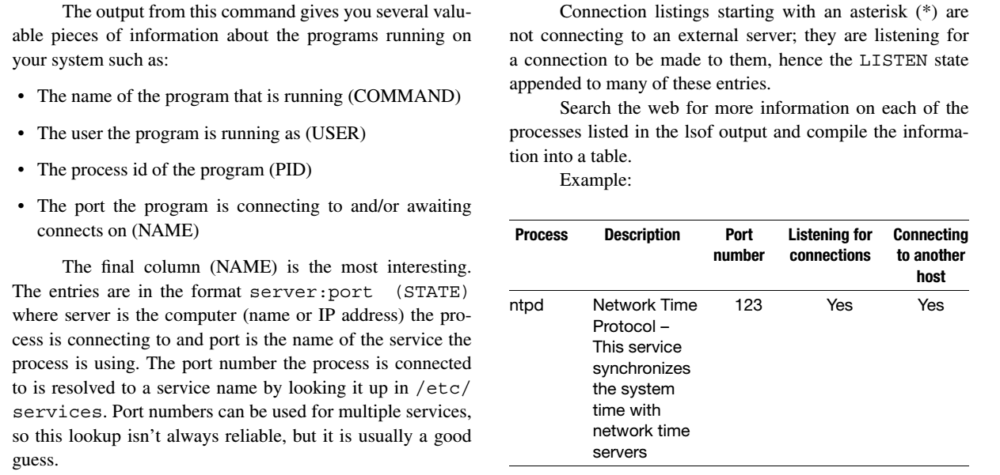 The output from this command gives you several valu-
able pieces of information about the programs running on
your system such as:
• The name of the program that is running (COMMAND)
• The user the program is running as (USER)
• The process id of the program (PID)
• The port the program is connecting to and/or awaiting
connects on (NAME)
The final column (NAME) is the most interesting.
The entries are in the format server:port (STATE)
where server is the computer (name or IP address) the pro-
cess is connecting to and port is the name of the service the
process is using. The port number the process is connected
to is resolved to a service name by looking it up in /etc/
services. Port numbers can be used for multiple services,
so this lookup isn't always reliable, but it is usually a good
guess.
Connection listings starting with an asterisk (*) are
not connecting to an external server; they are listening for
a connection to be made to them, hence the LISTEN state
appended to many of these entries.
Search the web for more information on each of the
processes listed in the lsof output and compile the informa-
tion into a table.
Example:
Process Description Port Listening for Connecting
number connections to another
host
ntpd Network Time 123 Yes Yes
Protocol –
This service
synchronizes
the system
time with
network time
servers